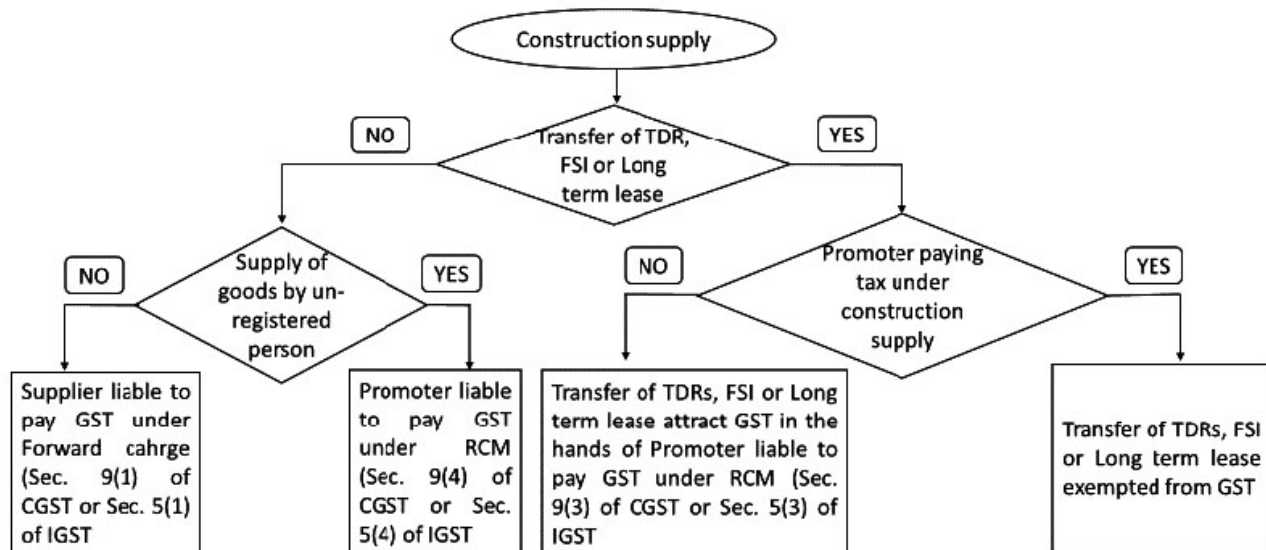 Construction supply
NO
Transfer of TDR,
FSI or Long
term lease
YES
NO
Supply of
goods by un-
registered
person
YES
NO
Promoter paying
tax under
construction
supply
YES
Supplier liable to
pay GST under
Forward cahrge
(Sec. 9(1) of
CGST or Sec. 5(1)
of IGST
Promoter liable
to pay GST
under RCM
(Sec. 9(4) of
CGST or Sec.
5(4) of IGST
Transfer of TDRs, FSI or Long
term lease attract GST in the
hands of Promoter liable to
pay GST under RCM (Sec.
9(3) of CGST or Sec. 5(3) of
IGST
Transfer of TDRs, FSI
or Long term lease
exempted from GST